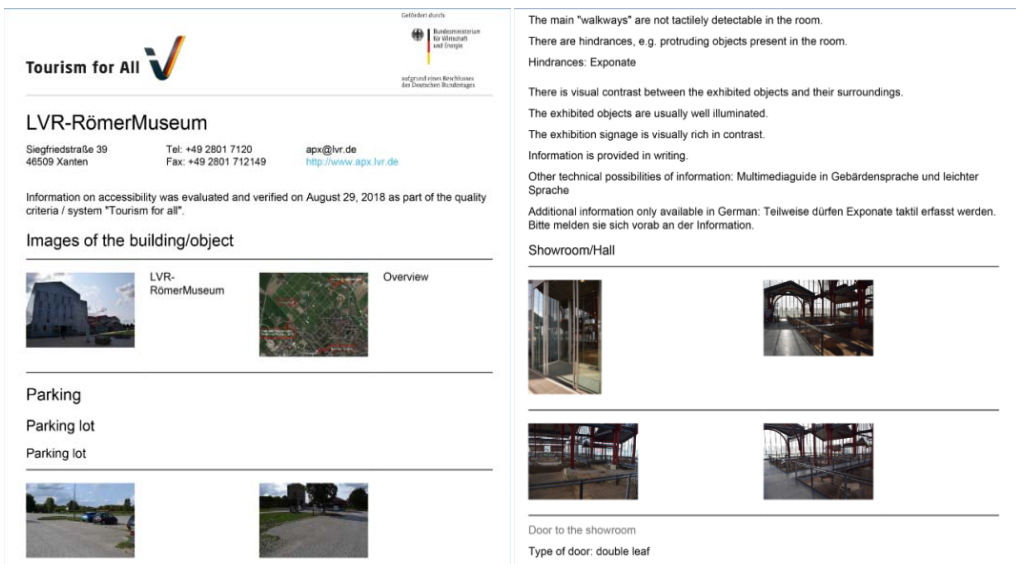 Gefördert durch:
Bundesministerium
für Wirtschaft
und Energie
aufgrund eines Beschlusses
des Deutschen Bundestages
Tourism for All
LVR-RömerMuseum
Siegfriedstraße 39
46509 Xanten
Tel: +49 2801 7120
Fax: +49 2801 712149
apx@lvr.de
http://www.apx.lvr.de
Information on accessibility was evaluated and verified on August 29, 2018 as part of the quality
criteria / system "Tourism for all".
Images of the building/object
LVR-
RömerMuseum
Overview
Parking
Parking lot
Parking lot
The main "walkways" are not tactilely detectable in the room.
There are hindrances, e.g. protruding objects present in the room.
Hindrances: Exponate
There is visual contrast between the exhibited objects and their surroundings.
The exhibited objects are usually well illuminated.
The exhibition signage is visually rich in contrast.
Information is provided in writing.
Other technical possibilities of information: Multimediaguide in Gebärdensprache und leichter
Sprache
Additional information only available in German: Teilweise dürfen Exponate taktil erfasst werden.
Bitte melden sie sich vorab an der Information.
Showroom/Hall
Door to the showroom
Type of door: double leaf